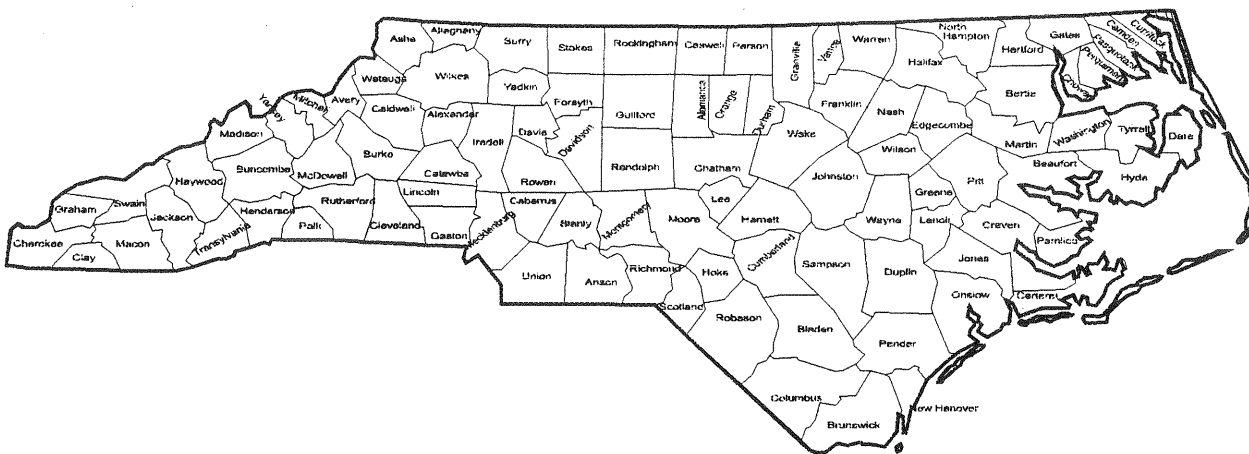 Ashe
Alleghany
Surry
Stokes
Rockingham
Caswell
Person
Granville
Vance
Warren
North
Hampton
Hertford
Gates
Camden
Currituck
Pasquotank
Perquimans
Chowan
Watauga
Wilkes
Yadkin
Forsyth
Guilford
Alamance
Orange
Durham
Franklin
Halifax
Nash
Bertie
Edgecombe
Martin
Washington
Tyrrell
Dare
Yancey
Mitchell
Avery
Caldwell
Alexander
Iredell
Davie
Davidson
Randolph
Chatham
Wake
Wilson
Madison
Buncombe
McDowell
Burke
Catawba
Rowan
Johnston
Greene
Pitt
Beaufort
Hyde
Haywood
Swain
Graham
Jackson
Henderson
Rutherford
Lincoln
Cabarrus
Stanly
Montgomery
Moore
Lee
Harnett
Wayne
Lenoir
Craven
Pamlico
Cherokee
Clay
Macon
Transylvania
Polk
Cleveland
Gaston
Mecklenburg
Union
Anson
Richmond
Scotland
Hoke
Cumberland
Sampson
Duplin
Jones
Onslow
Carteret
Robeson
Bladen
Pender
Columbus
Brunswick
New Hanover